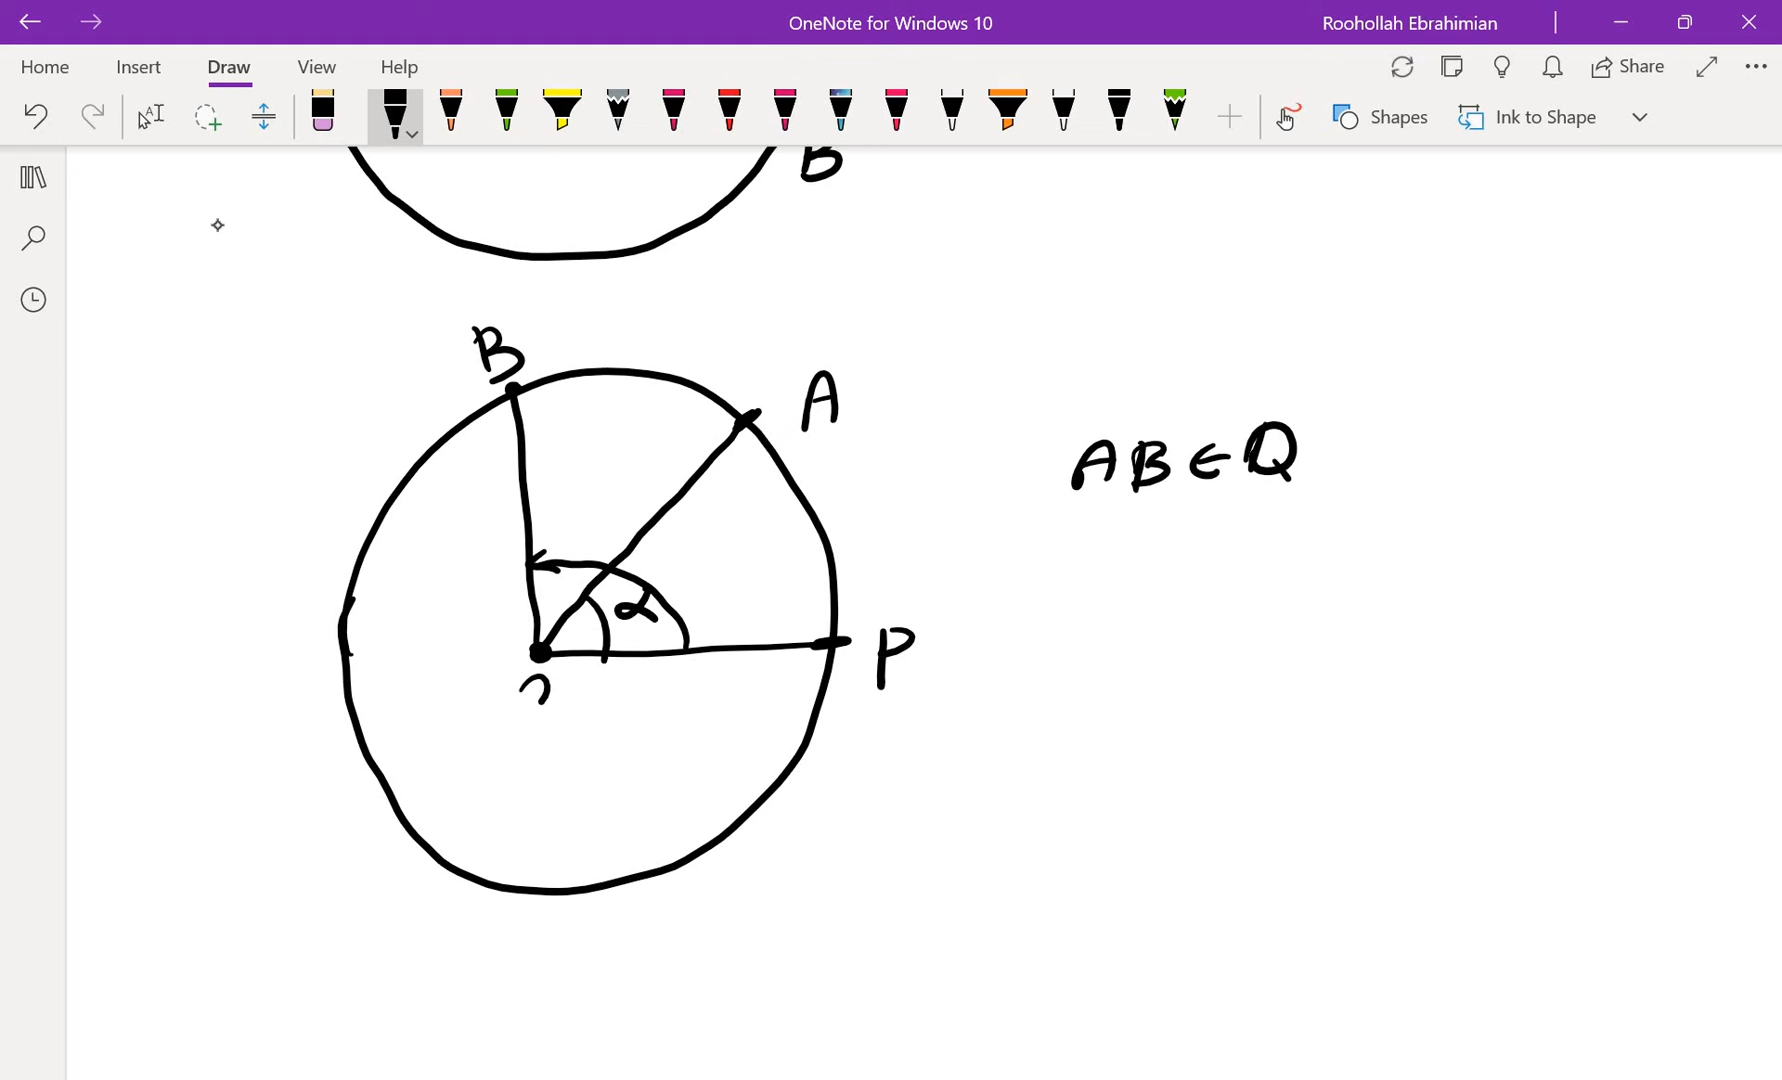 OneNote for Windows 10
Roohollah Ebrahimian
Home Insert Draw View Help
Share
Shapes
Ink to Shape
B
B
A
AB∈Q
α
P